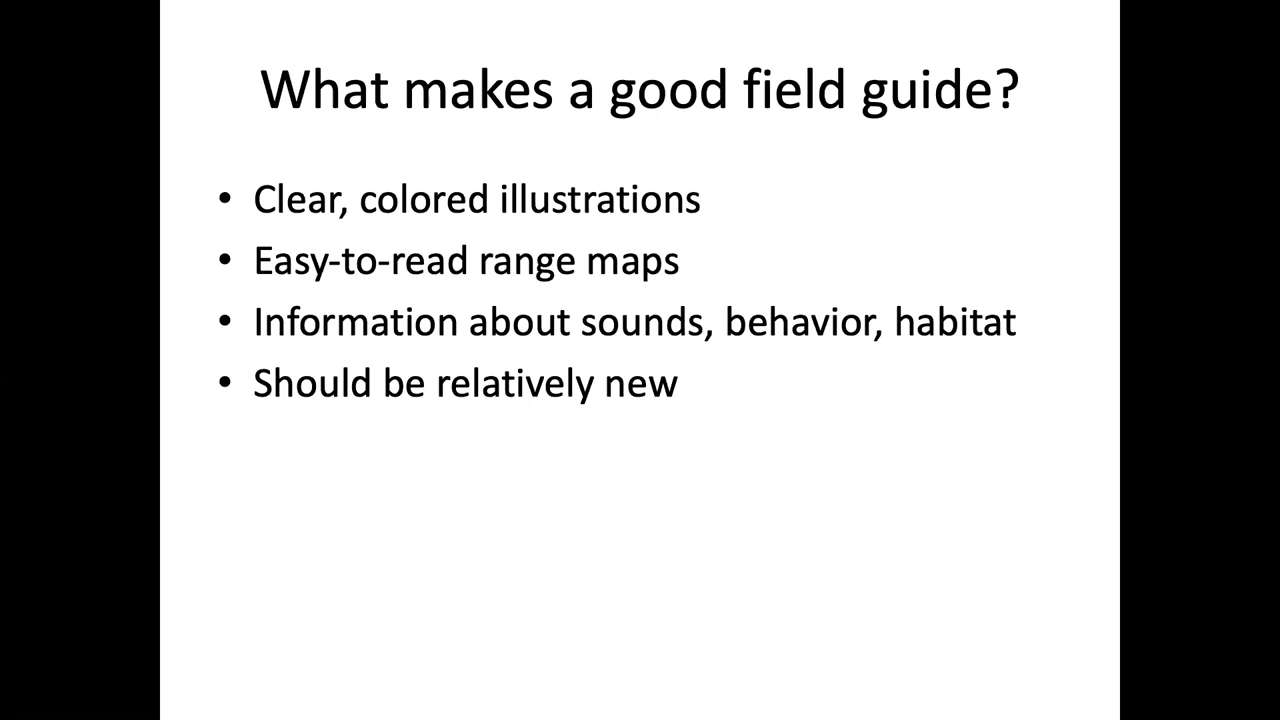 What makes a good field guide?
• Clear, colored illustrations
• Easy-to-read range maps
• Information about sounds, behavior, habitat
• Should be relatively new